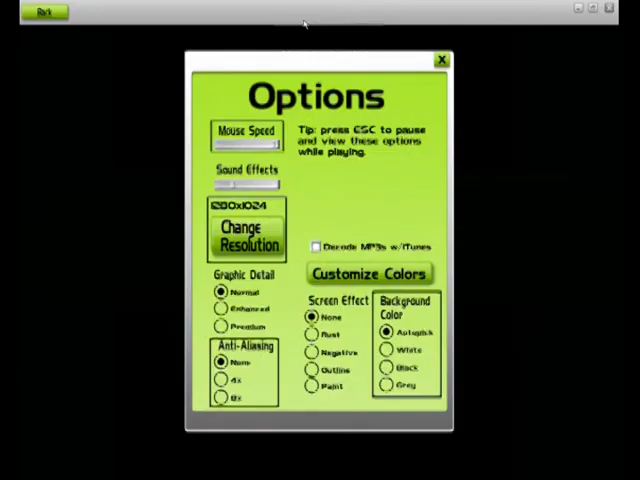 Back
X
Options
Mouse Speed
Tip: press ESC to pause
and view these options
while playing.
Sound Effects
1280x1024
Change
Resolution
Decode MP3s w/iTunes
Customize Colors
Graphic Detail
Normal
Enhanced
Premium
Screen Effect
None
Rust
Negative
Outline
Paint
Background
Color
Autopick
White
Black
Grey
Anti-Aliasing
None
4x
8x